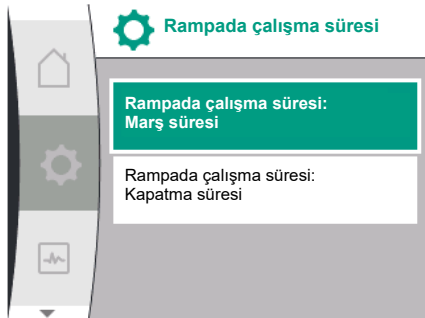 Rampada çalışma süresi
Rampada çalışma süresi:
Marş süresi
Rampada çalışma süresi:
Kapatma süresi